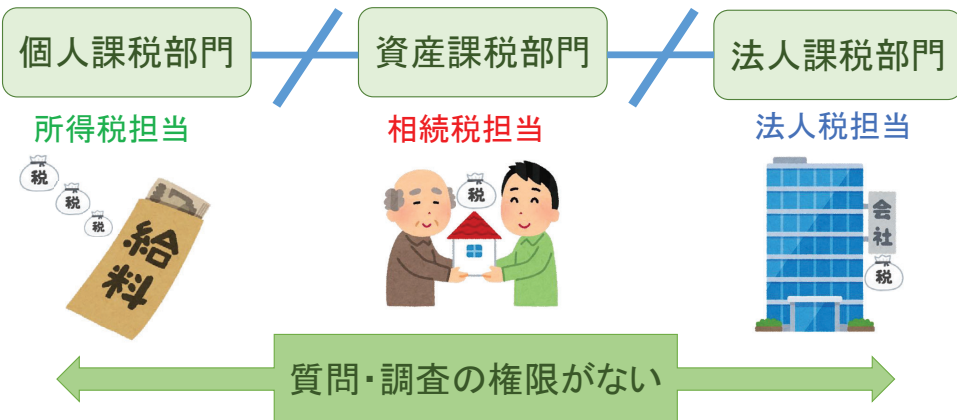 個人課税部門
資産課税部門
法人課税部門
所得税担当
相続税担当
法人税担当
税
税
税
給料
税
会社
税
質問・調査の権限がない